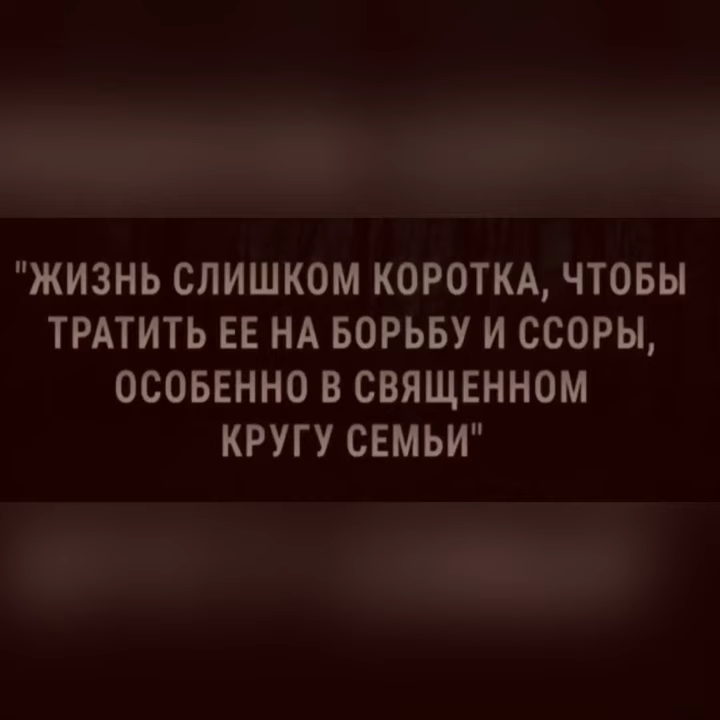 "ЖИЗНЬ СЛИШКОМ КОРОТКА, ЧТОБЫ
ТРАТИТЬ ЕЕ НА БОРЬБУ И ССОРЫ,
ОСОБЕННО В СВЯЩЕННОМ
КРУГУ СЕМЬИ"